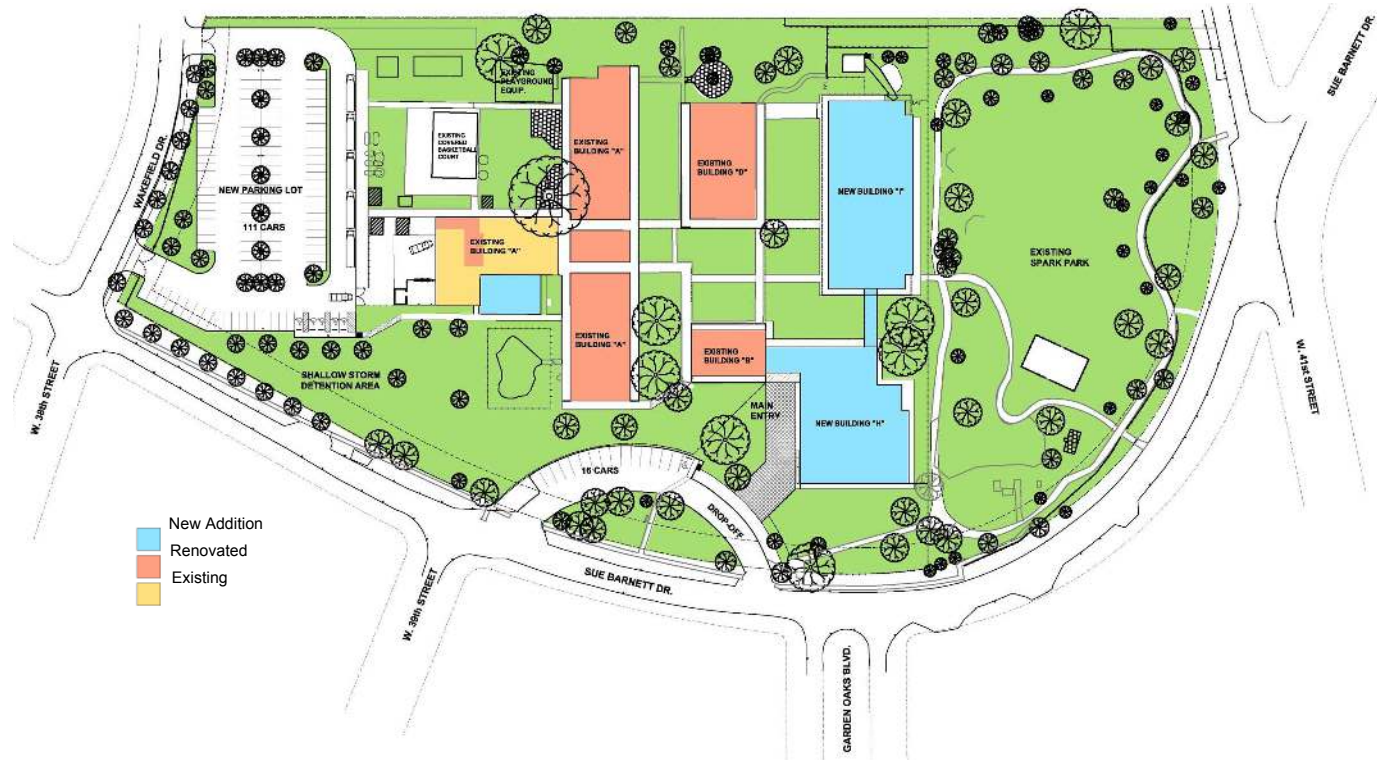 SUE BARNETT DR.
EXISTING
PLAYGROUND
EQUIP.
WAKEFIELD DR.
EXISTING
COVERED
BASKETBALL
COURT
EXISTING
BUILDING "A"
EXISTING
BUILDING "D"
NEW BUILDING "I"
NEW PARKING LOT
111 CARS
EXISTING
BUILDING "A"
EXISTING
SPARK PARK
EXISTING
BUILDING "A"
EXISTING
BUILDING "B"
W. 38th STREET
SHALLOW STORM
DETENTION AREA
W. 41st STREET
MAIN
ENTRY
NEW BUILDING "H"
16 CARS
DROP-OFF
New Addition
Renovated
Existing
SUE BARNETT DR.
W. 39th STREET
GARDEN OAKS BLVD.